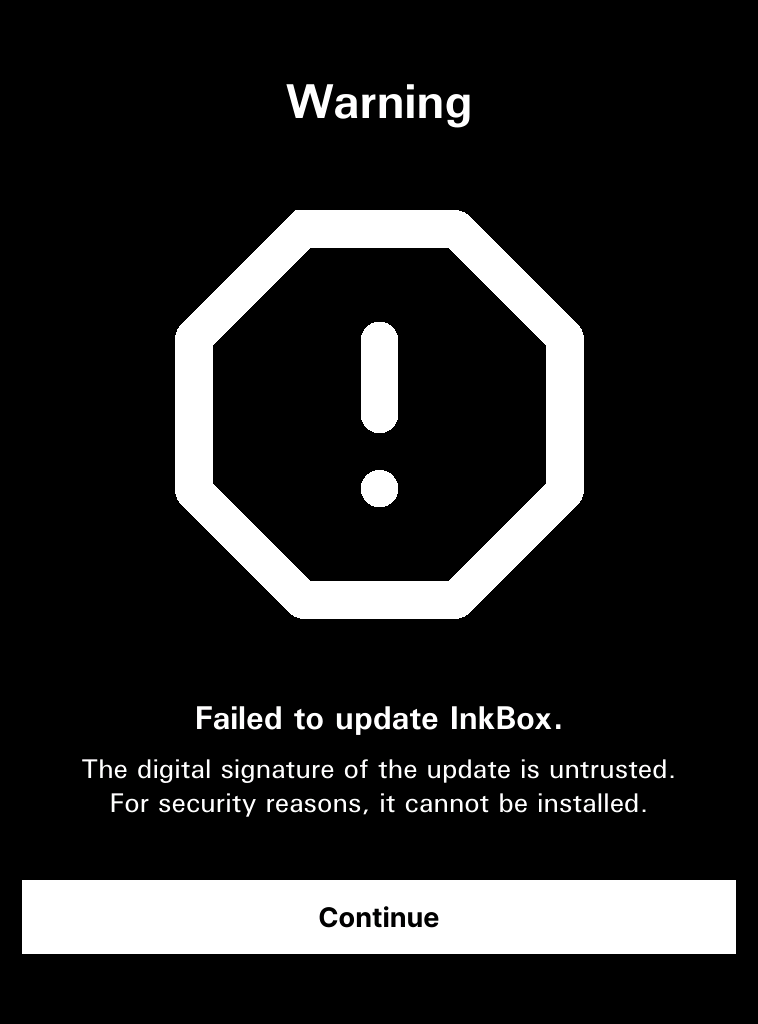 Warning
Failed to update InkBox.
The digital signature of the update is untrusted.
For security reasons, it cannot be installed.
Continue